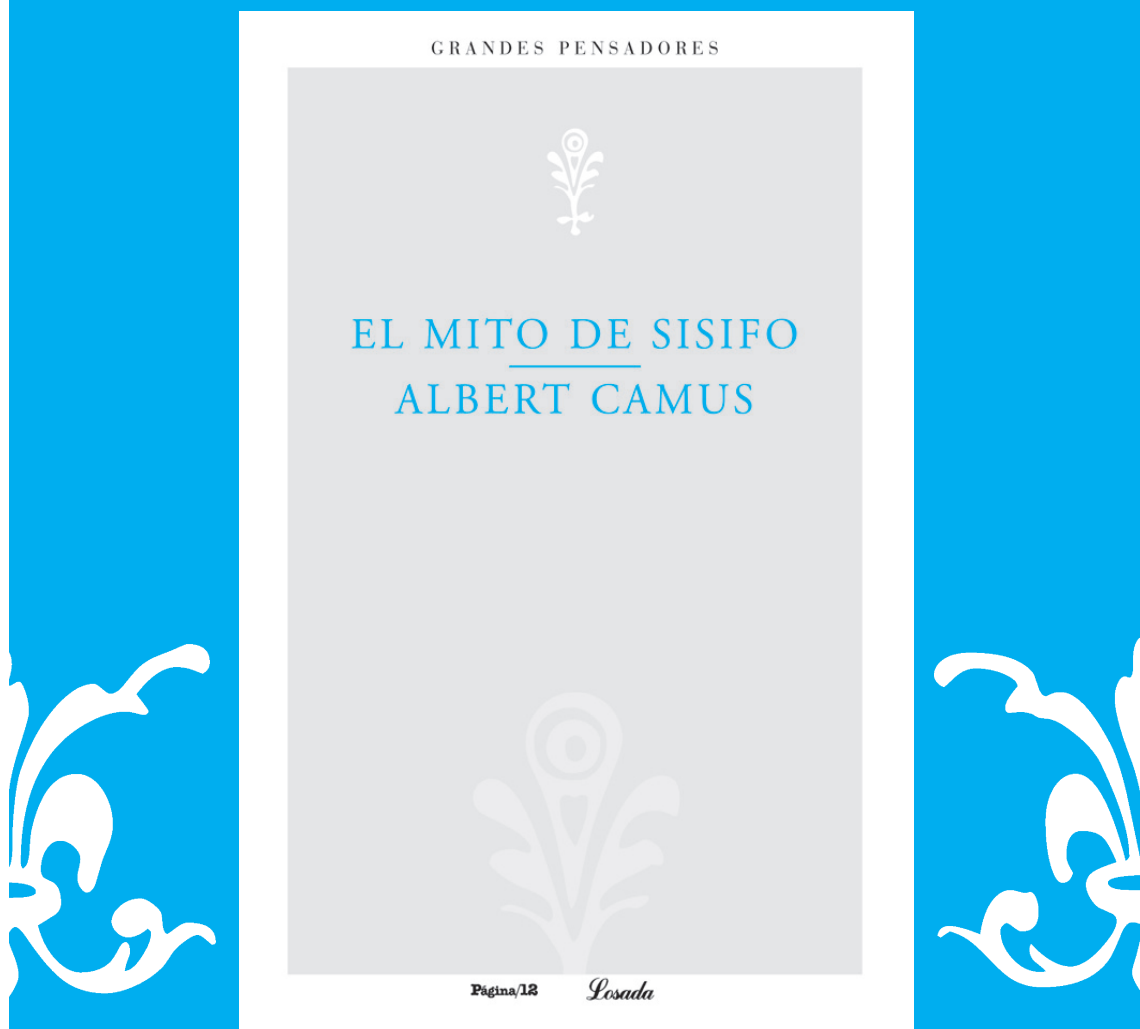 GRANDES PENSADORES
EL MITO DE SISIFO
ALBERT CAMUS
Página/12 Losada